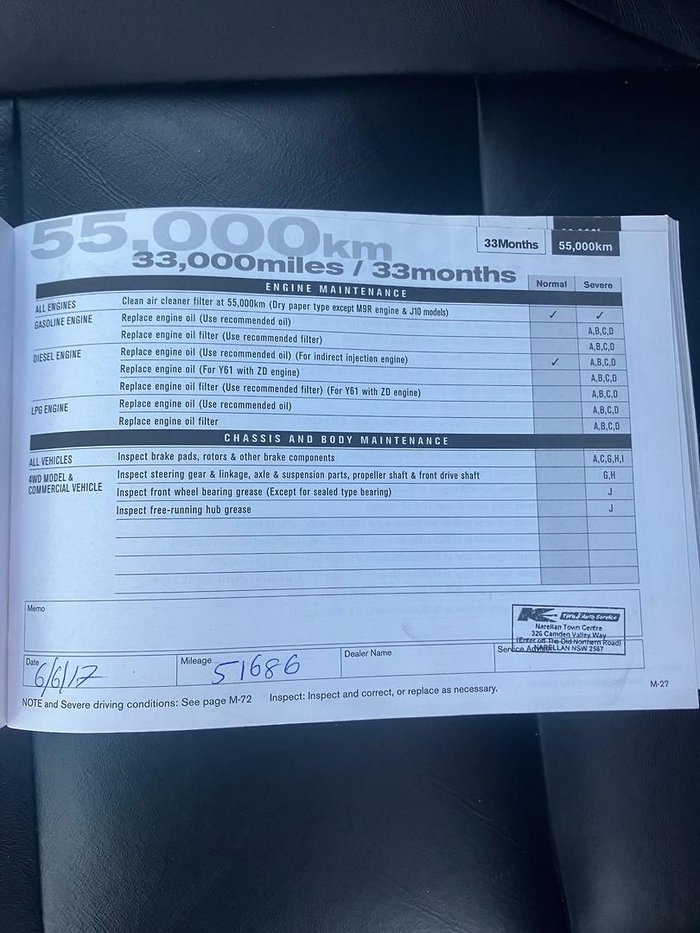 55,000km
33,000miles / 33months
33Months 55,000km
Normal Severe
ENGINE MAINTENANCE
ALL ENGINES Clean air cleaner filter at 55,000km (Dry paper type except M9R engine & J10 models) ✓ ✓
GASOLINE ENGINE Replace engine oil (Use recommended oil) A,B,C,D
Replace engine oil filter (Use recommended filter) A,B,C,D
DIESEL ENGINE Replace engine oil (Use recommended oil) (For indirect injection engine) ✓ A,B,C,D
Replace engine oil (For Y61 with ZD engine) A,B,C,D
Replace engine oil filter (Use recommended filter) (For Y61 with ZD engine) A,B,C,D
LPG ENGINE Replace engine oil (Use recommended oil) A,B,C,D
Replace engine oil filter A,B,C,D
CHASSIS AND BODY MAINTENANCE
ALL VEHICLES Inspect brake pads, rotors & other brake components A,C,G,H,I
4WD MODEL & COMMERCIAL VEHICLE Inspect steering gear & linkage, axle & suspension parts, propeller shaft & front drive shaft G,H
Inspect front wheel bearing grease (Except for sealed type bearing) J
Inspect free-running hub grease J
Memo
Tyre & Auto Service
Narellan Town Centre
326 Camden Valley Way
(Enter off The Old Northern Road)
NARELLAN NSW 2567
Date 6/6/17
Mileage 51686
Dealer Name
Service
NOTE and Severe driving conditions: See page M-72 Inspect: Inspect and correct, or replace as necessary.
M-27